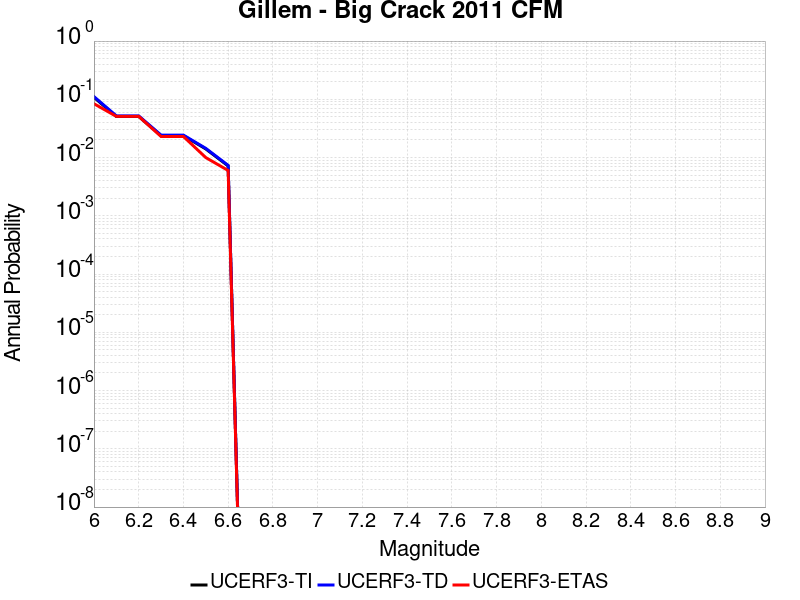 Gillem - Big Crack 2011 CFM
Annual Probability
10^0
10^-1
10^-2
10^-3
10^-4
10^-5
10^-6
10^-7
10^-8
6 6.2 6.4 6.6 6.8 7 7.2 7.4 7.6 7.8 8 8.2 8.4 8.6 8.8 9
Magnitude
UCERF3-TI UCERF3-TD UCERF3-ETAS